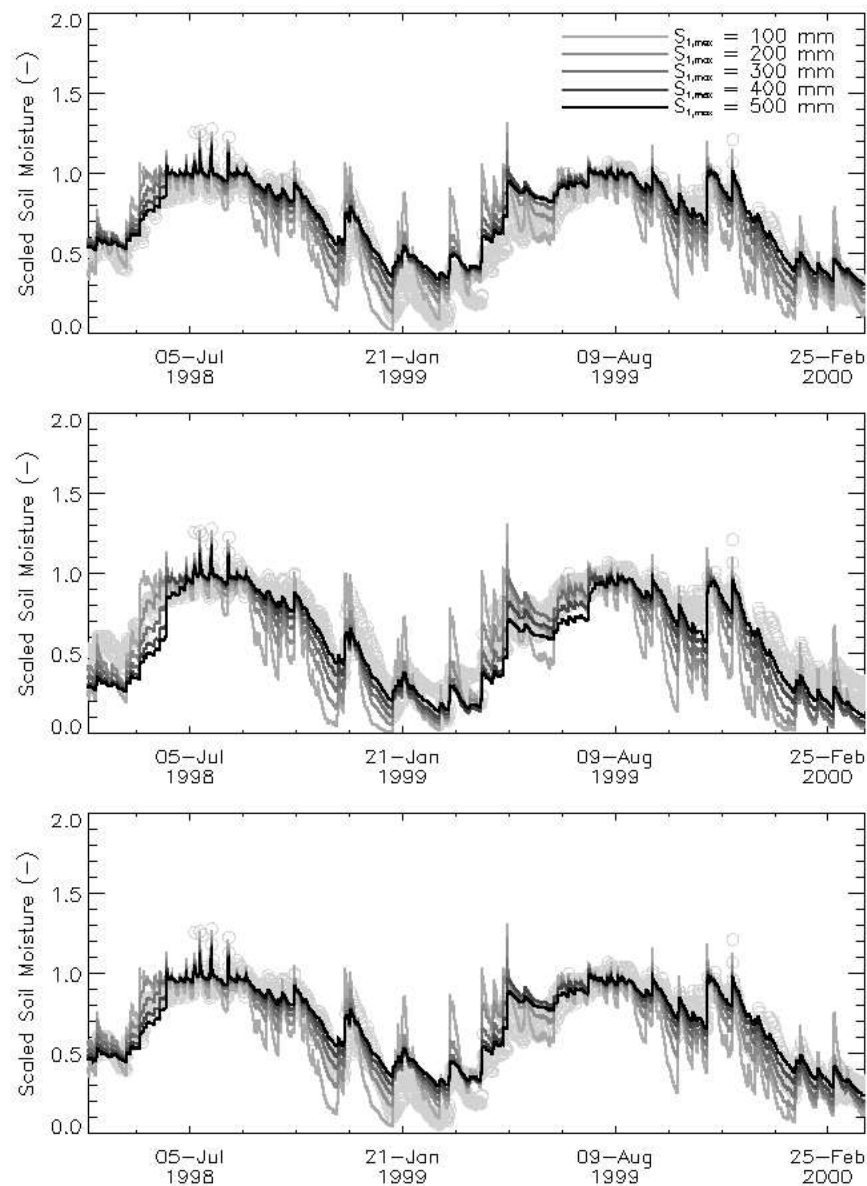 2.0
S1,max = 100 mm
S1,max = 200 mm
S1,max = 300 mm
S1,max = 400 mm
S1,max = 500 mm
1.5
1.0
0.5
0.0
Scaled Soil Moisture (−)
05−Jul 1998
21−Jan 1999
09−Aug 1999
25−Feb 2000
2.0
1.5
1.0
0.5
0.0
Scaled Soil Moisture (−)
05−Jul 1998
21−Jan 1999
09−Aug 1999
25−Feb 2000
2.0
1.5
1.0
0.5
0.0
Scaled Soil Moisture (−)
05−Jul 1998
21−Jan 1999
09−Aug 1999
25−Feb 2000